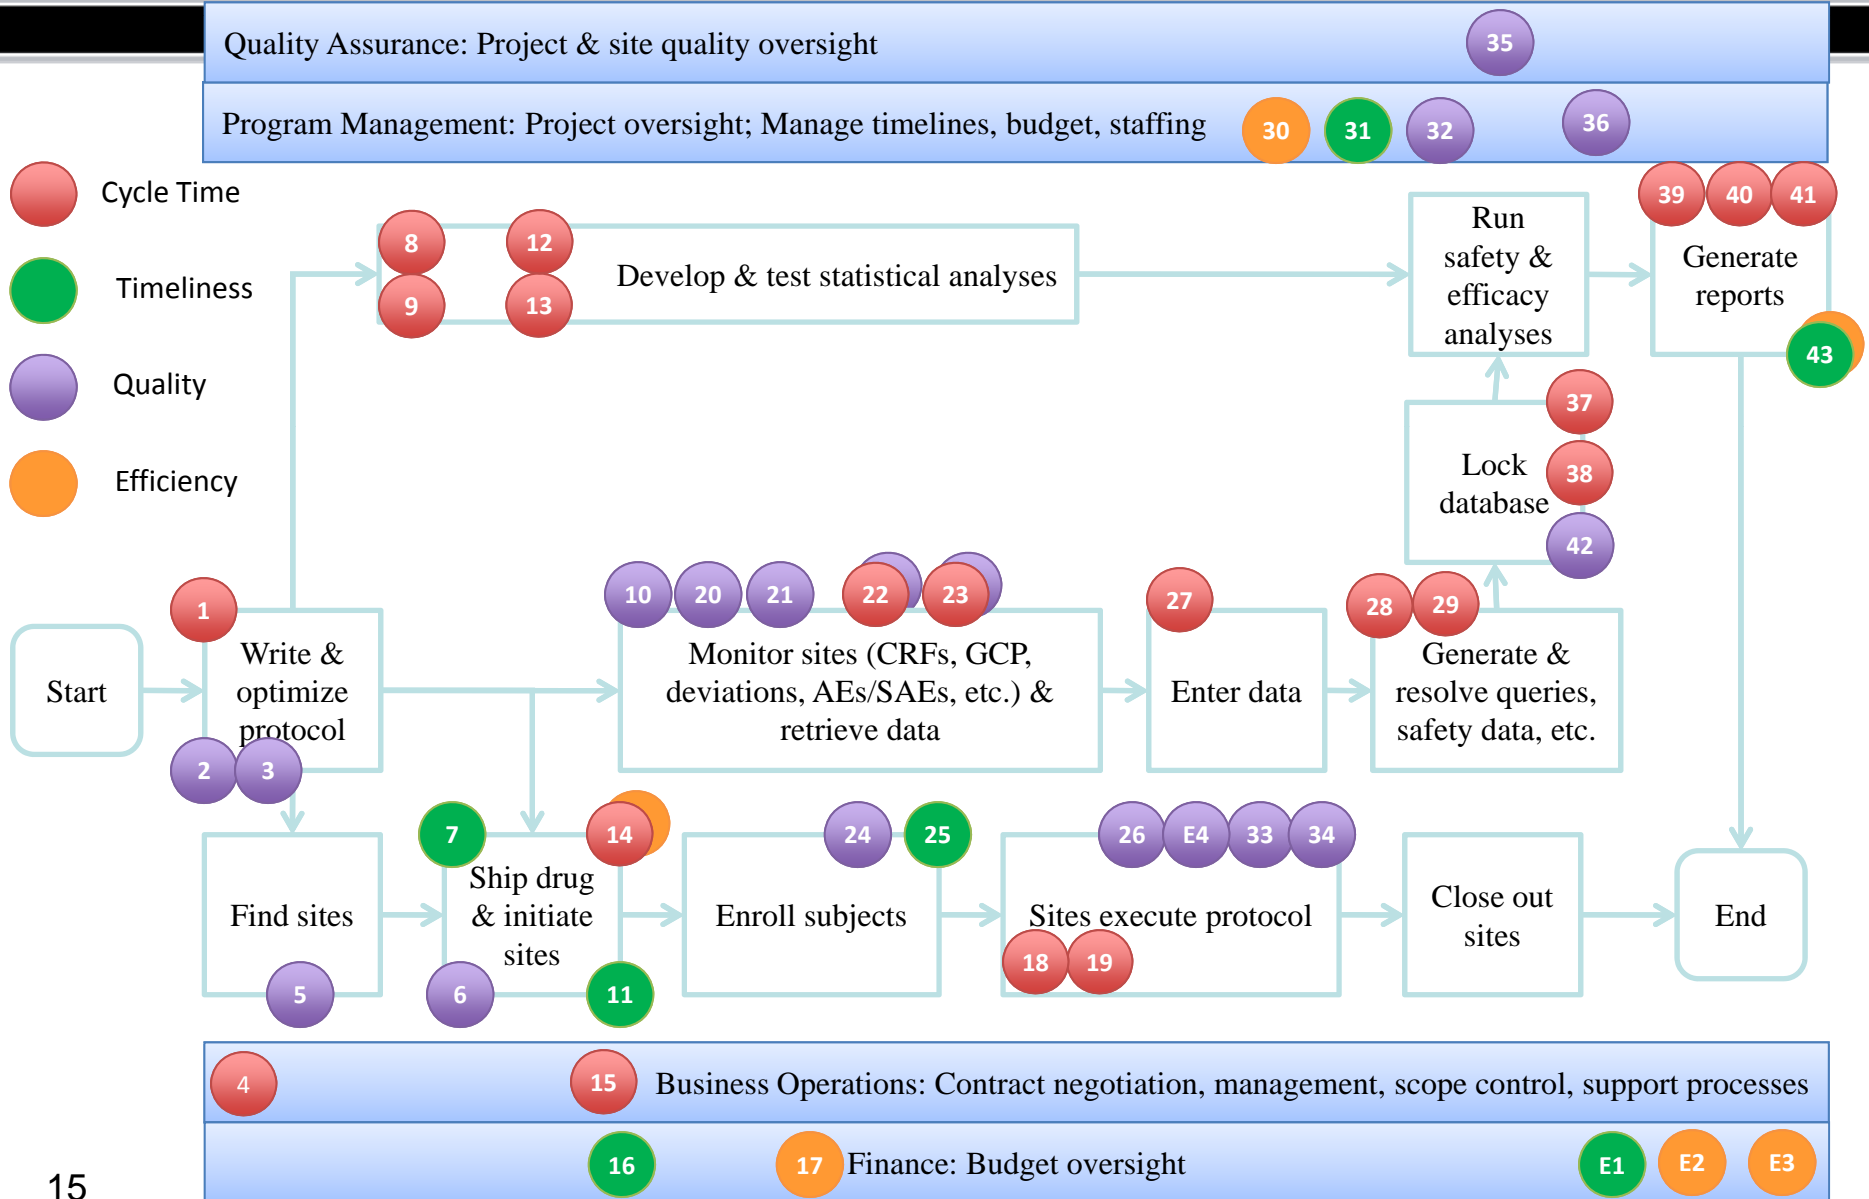 Quality Assurance: Project & site quality oversight
35
Program Management: Project oversight; Manage timelines, budget, staffing
30
31
32
36
Cycle Time
Timeliness
Quality
Efficiency
8
12
9
13
Develop & test statistical analyses
Run
safety &
efficacy
analyses
39
40
41
Generate
reports
43
37
Lock
38
database
42
Start
1
Write &
optimize
protocol
2
3
10
20
21
22
23
Monitor sites (CRFs, GCP,
deviations, AEs/SAEs, etc.) &
retrieve data
27
Enter data
28
29
Generate &
resolve queries,
safety data, etc.
Find sites
5
7
14
Ship drug
& initiate
sites
6
11
24
25
Enroll subjects
26
E4
33
34
Sites execute protocol
18
19
Close out
sites
End
4
15
Business Operations: Contract negotiation, management, scope control, support processes
16
17
Finance: Budget oversight
E1
E2
E3
15